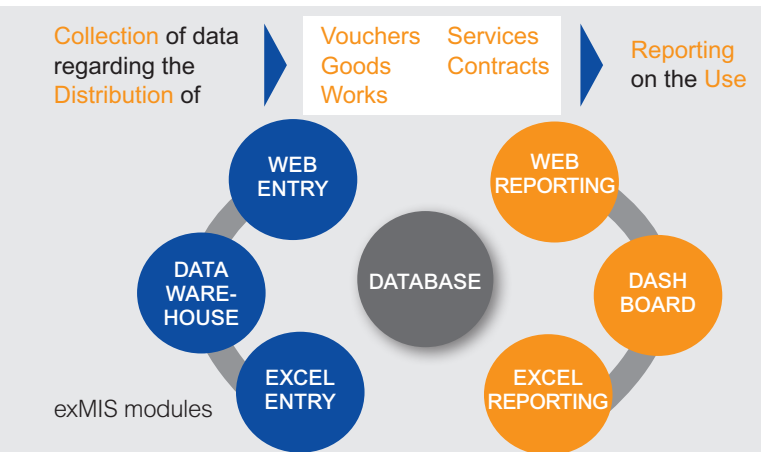 Collection of data
regarding the
Distribution of
Vouchers Services
Goods Contracts
Works
Reporting
on the Use
WEB
ENTRY
WEB
REPORTING
DATA
WARE-
HOUSE
DATABASE
DASH
BOARD
EXCEL
ENTRY
EXCEL
REPORTING
exMIS modules